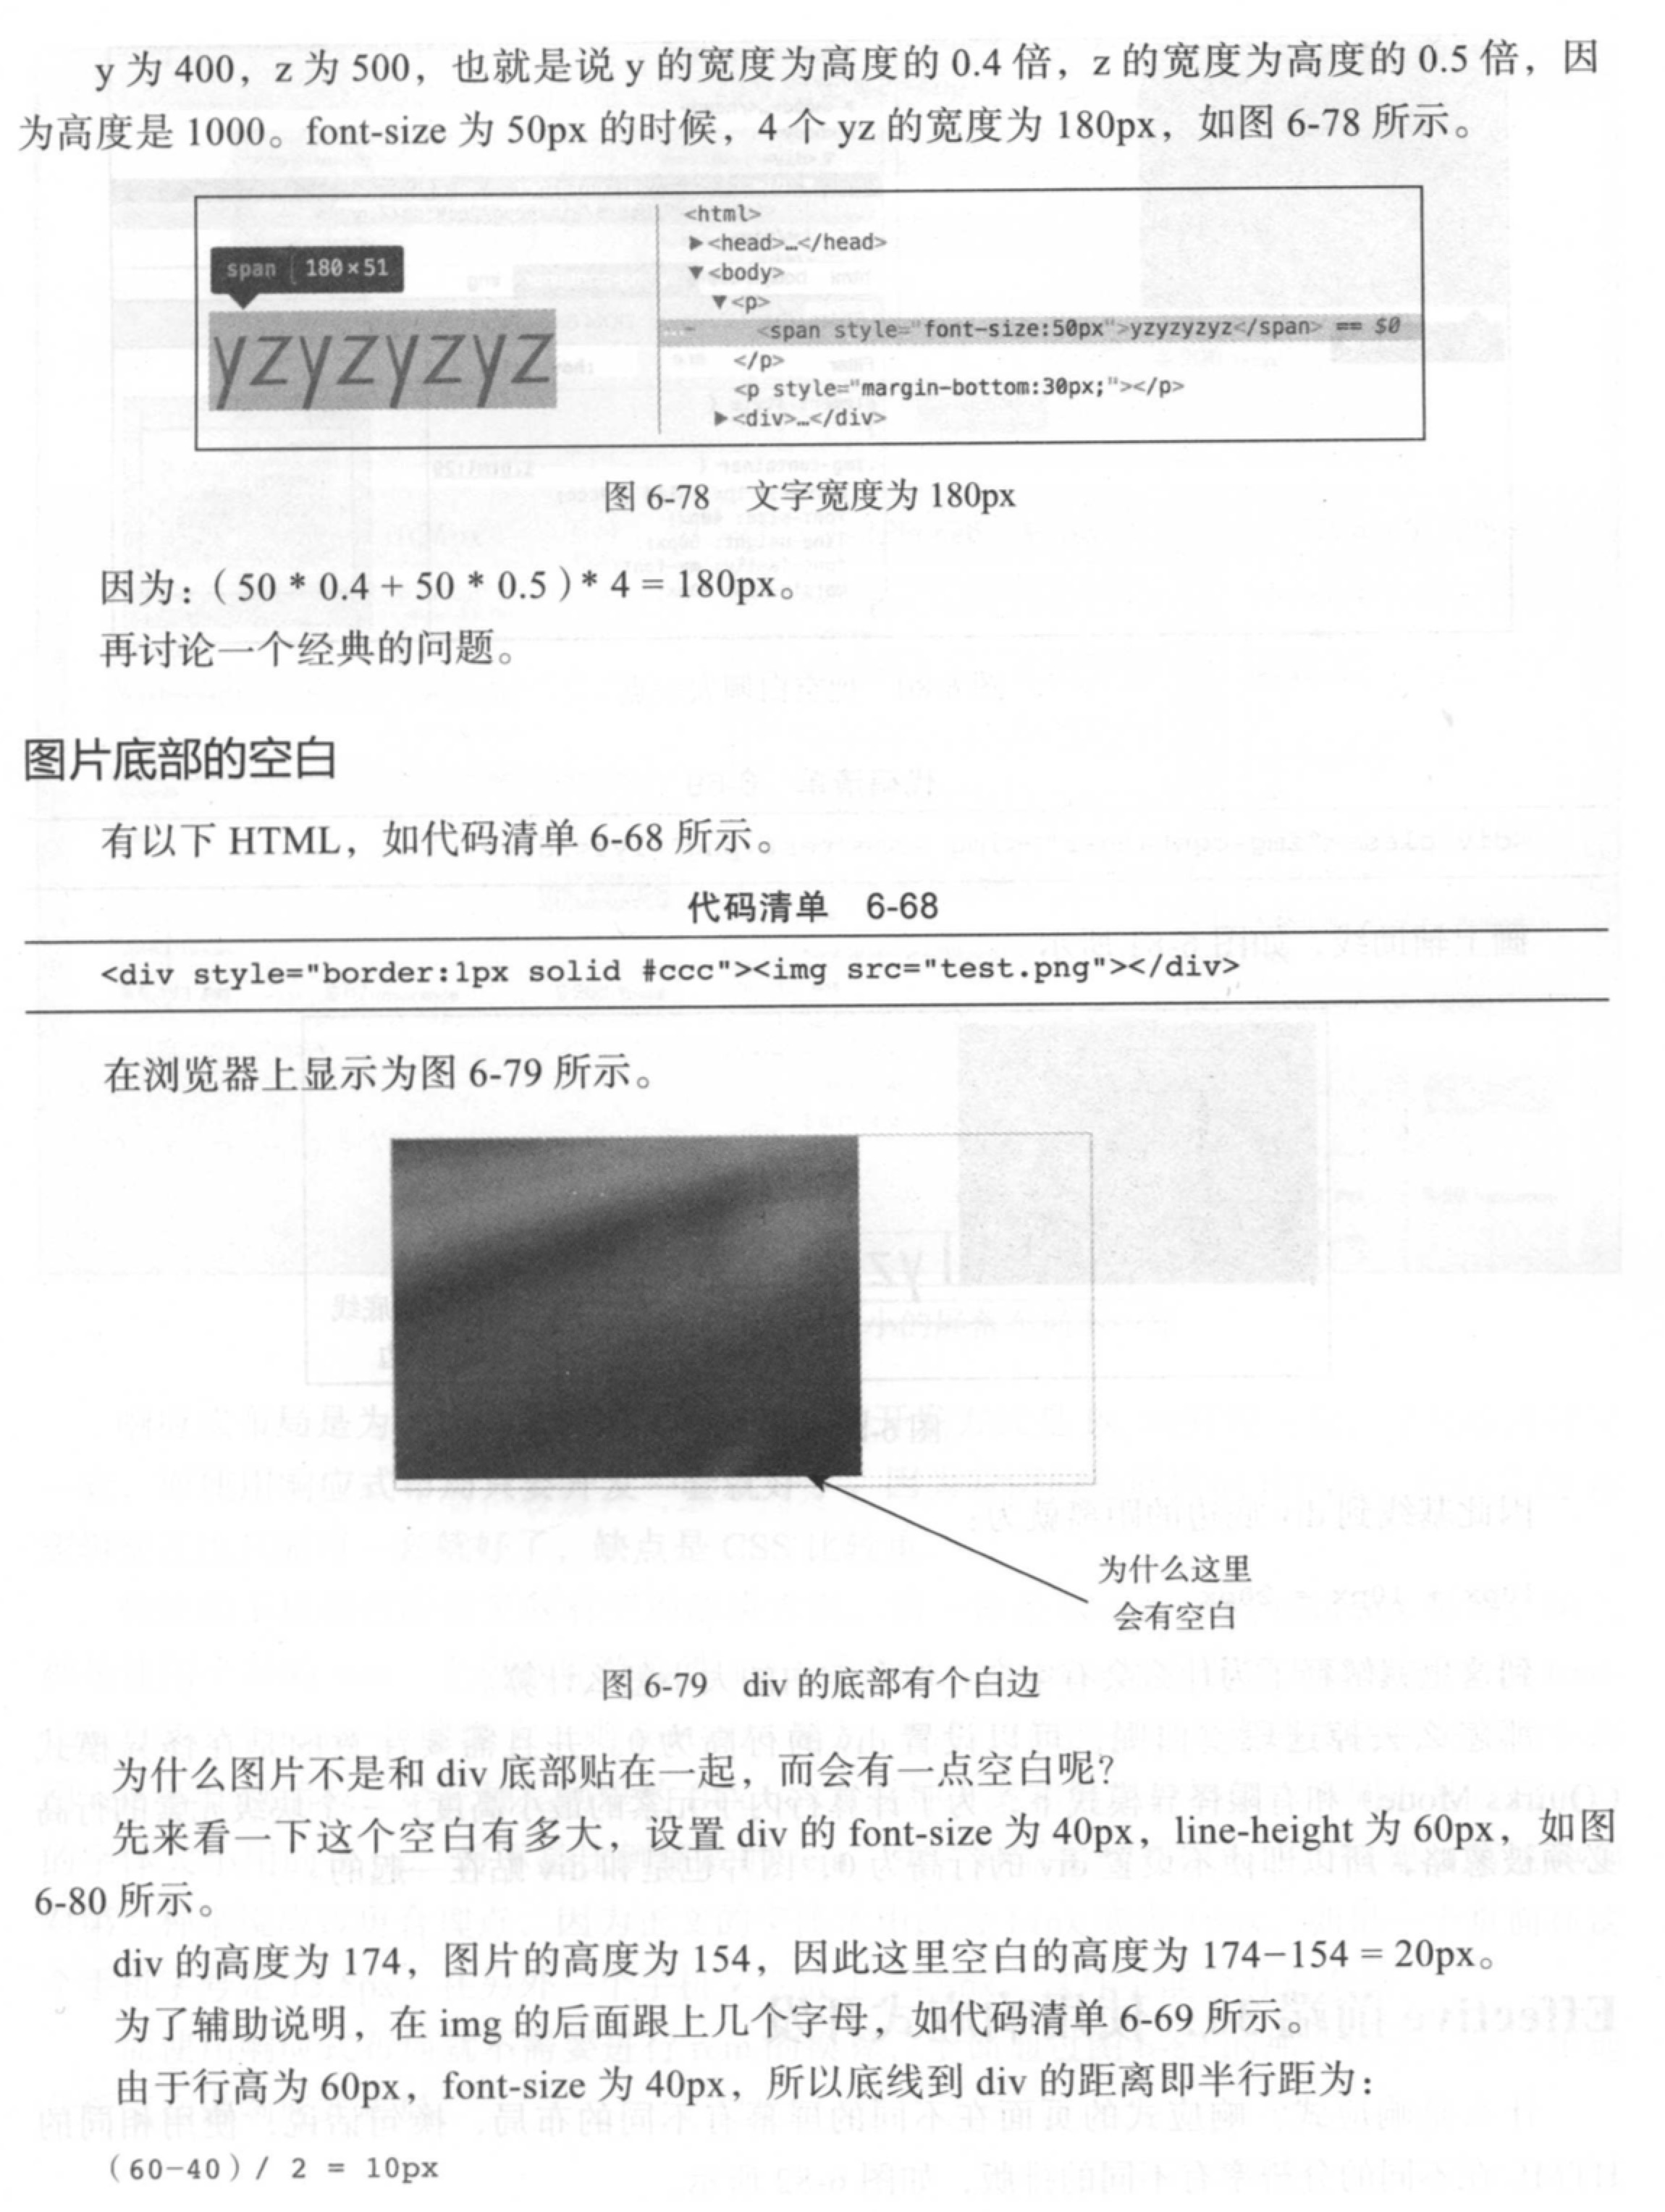 y 为 400，z 为 500，也就是说 y 的宽度为高度的 0.4 倍，z 的宽度为高度的 0.5 倍，因
为高度是 1000。font-size 为 50px 的时候，4 个 yz 的宽度为 180px，如图 6-78 所示。
span 180×51
yzyzyzyz
<html>
▶<head>…</head>
▼<body>
▼<p>
<span style="font-size:50px">yzyzyzyz</span> == $0
</p>
<p style="margin-bottom:30px;"></p>
▶<div>…</div>
图 6-78 文字宽度为 180px
因为：（50 * 0.4 + 50 * 0.5）* 4 = 180px。
再讨论一个经典的问题。
图片底部的空白
有以下 HTML，如代码清单 6-68 所示。
代码清单 6-68
<div style="border:1px solid #ccc"><img src="test.png"></div>
在浏览器上显示为图 6-79 所示。
为什么这里
会有空白
图 6-79 div 的底部有个白边
为什么图片不是和 div 底部贴在一起，而会有一点空白呢？
先来看一下这个空白有多大，设置 div 的 font-size 为 40px，line-height 为 60px，如图
6-80 所示。
div 的高度为 174，图片的高度为 154，因此这里空白的高度为 174−154 = 20px。
为了辅助说明，在 img 的后面跟上几个字母，如代码清单 6-69 所示。
由于行高为 60px，font-size 为 40px，所以底线到 div 的距离即半行距为：
（60−40）/ 2 = 10px